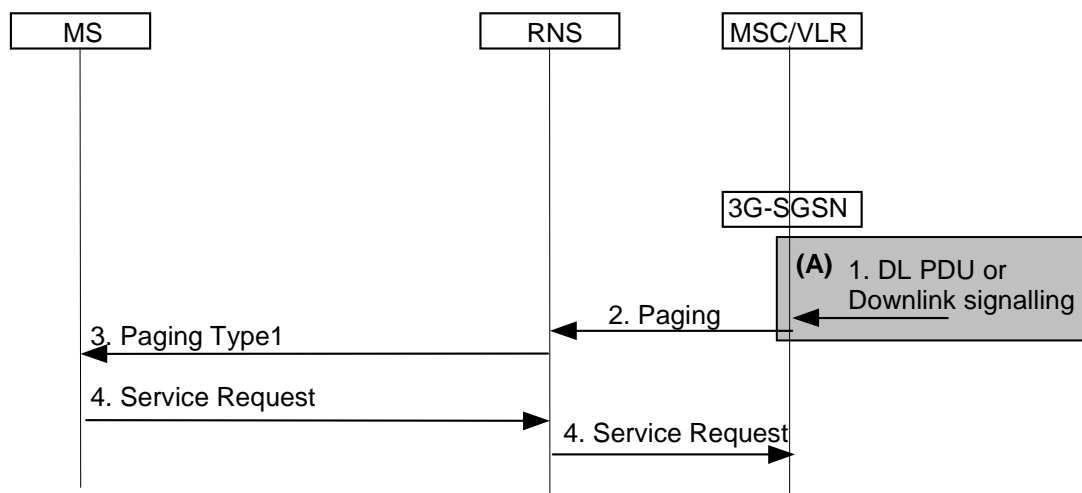 MS
RNS
MSC/VLR
3G-SGSN
(A) 1. DL PDU or
Downlink signalling
2. Paging
3. Paging Type1
4. Service Request
4. Service Request